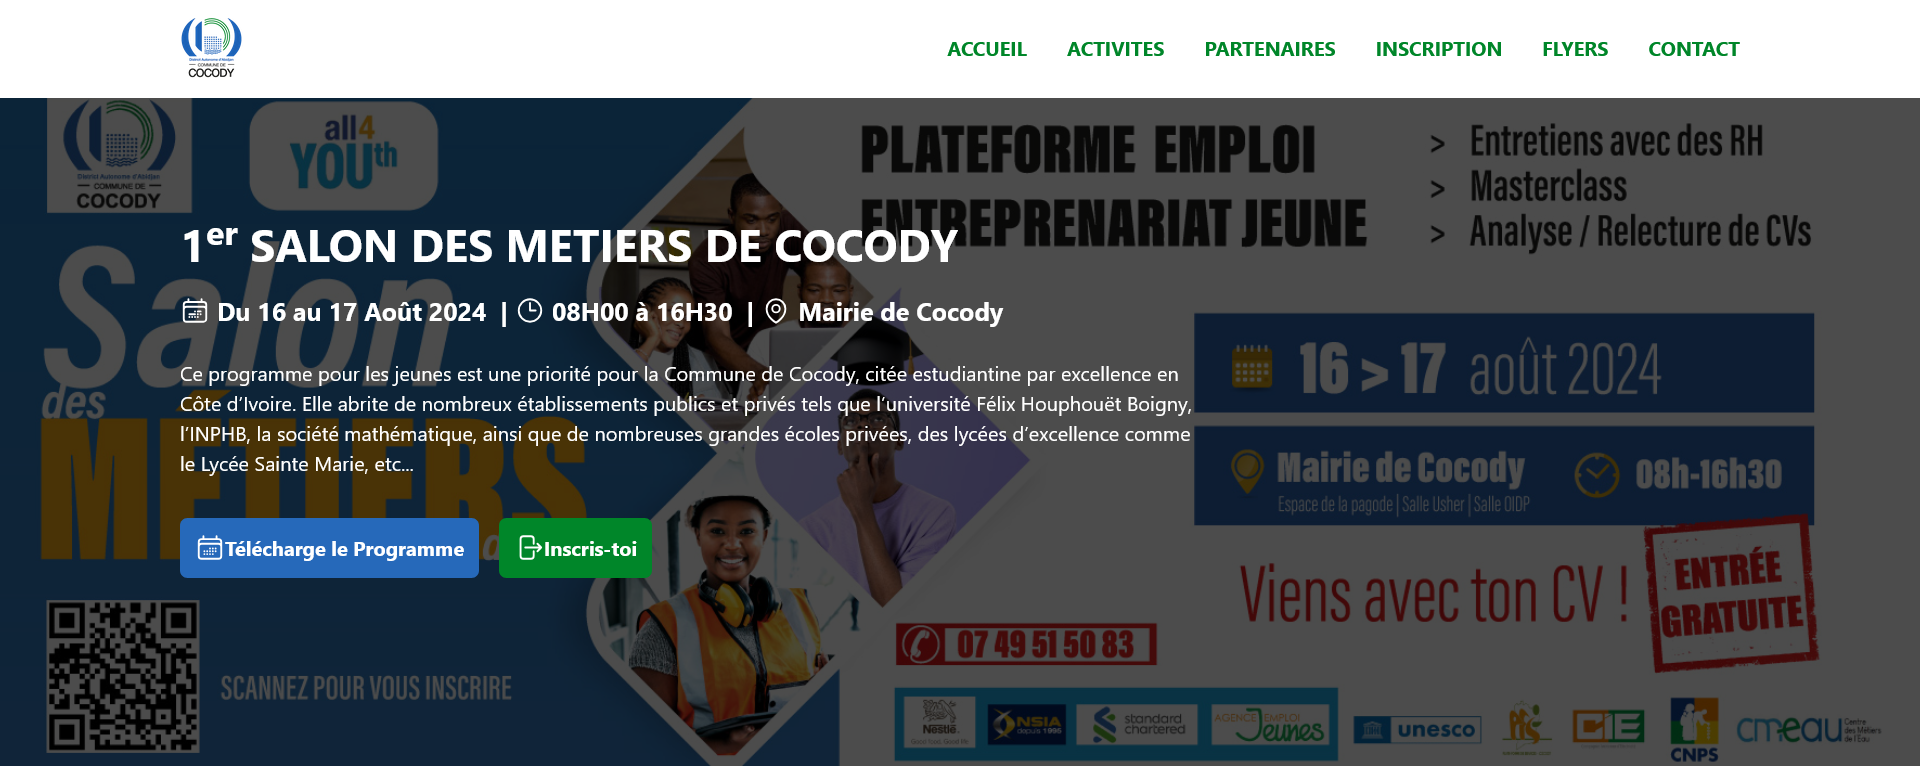 District Autonome d'Abidjan
COMMUNE DE
COCODY
ACCUEIL
ACTIVITES
PARTENAIRES
INSCRIPTION
FLYERS
CONTACT
District Autonome d'Abidjan
COMMUNE DE
COCODY
all4
YOUth
PLATEFORME EMPLOI
ENTREPRENARIAT JEUNE
> Entretiens avec des RH
> Masterclass
> Analyse / Relecture de CVs
Salon
des
MÉTIERS
1er SALON DES METIERS DE COCODY
Du 16 au 17 Août 2024 | 08H00 à 16H30 | Mairie de Cocody
Ce programme pour les jeunes est une priorité pour la Commune de Cocody, citée estudiantine par excellence en
Côte d’Ivoire. Elle abrite de nombreux établissements publics et privés tels que l’université Félix Houphouët Boigny,
l’INPHB, la société mathématique, ainsi que de nombreuses grandes écoles privées, des lycées d’excellence comme
le Lycée Sainte Marie, etc...
Télécharge le Programme
Inscris-toi
16 > 17 août 2024
Mairie de Cocody
Espace de la pagode | Salle Usher | Salle OIDP
08h-16h30
Viens avec ton CV !
ENTRÉE
GRATUITE
07 49 51 50 83
SCANNEZ POUR VOUS INSCRIRE
Nestlé
Good food, Good life
NSIA
depuis 1995
standard
chartered
AGENCE EMPLOI
Jeunes
unesco
CIE
CNPS
cmeau
Centre
des Métiers
de l'Eau